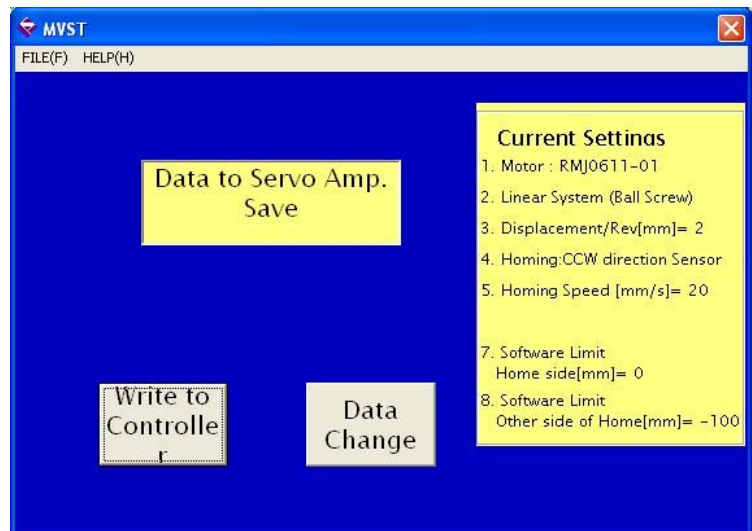 MVST
FILE(F) HELP(H)
Data to Servo Amp.
Save
Write to
Controlle
r
Data
Change
Current Settinas
1. Motor : RMJ0611-01
2. Linear System (Ball Screw)
3. Displacement/Rev[mm]= 2
4. Homing:CCW direction Sensor
5. Homing Speed [mm/s]= 20
7. Software Limit
Home side[mm]= 0
8. Software Limit
Other side of Home[mm]= -100